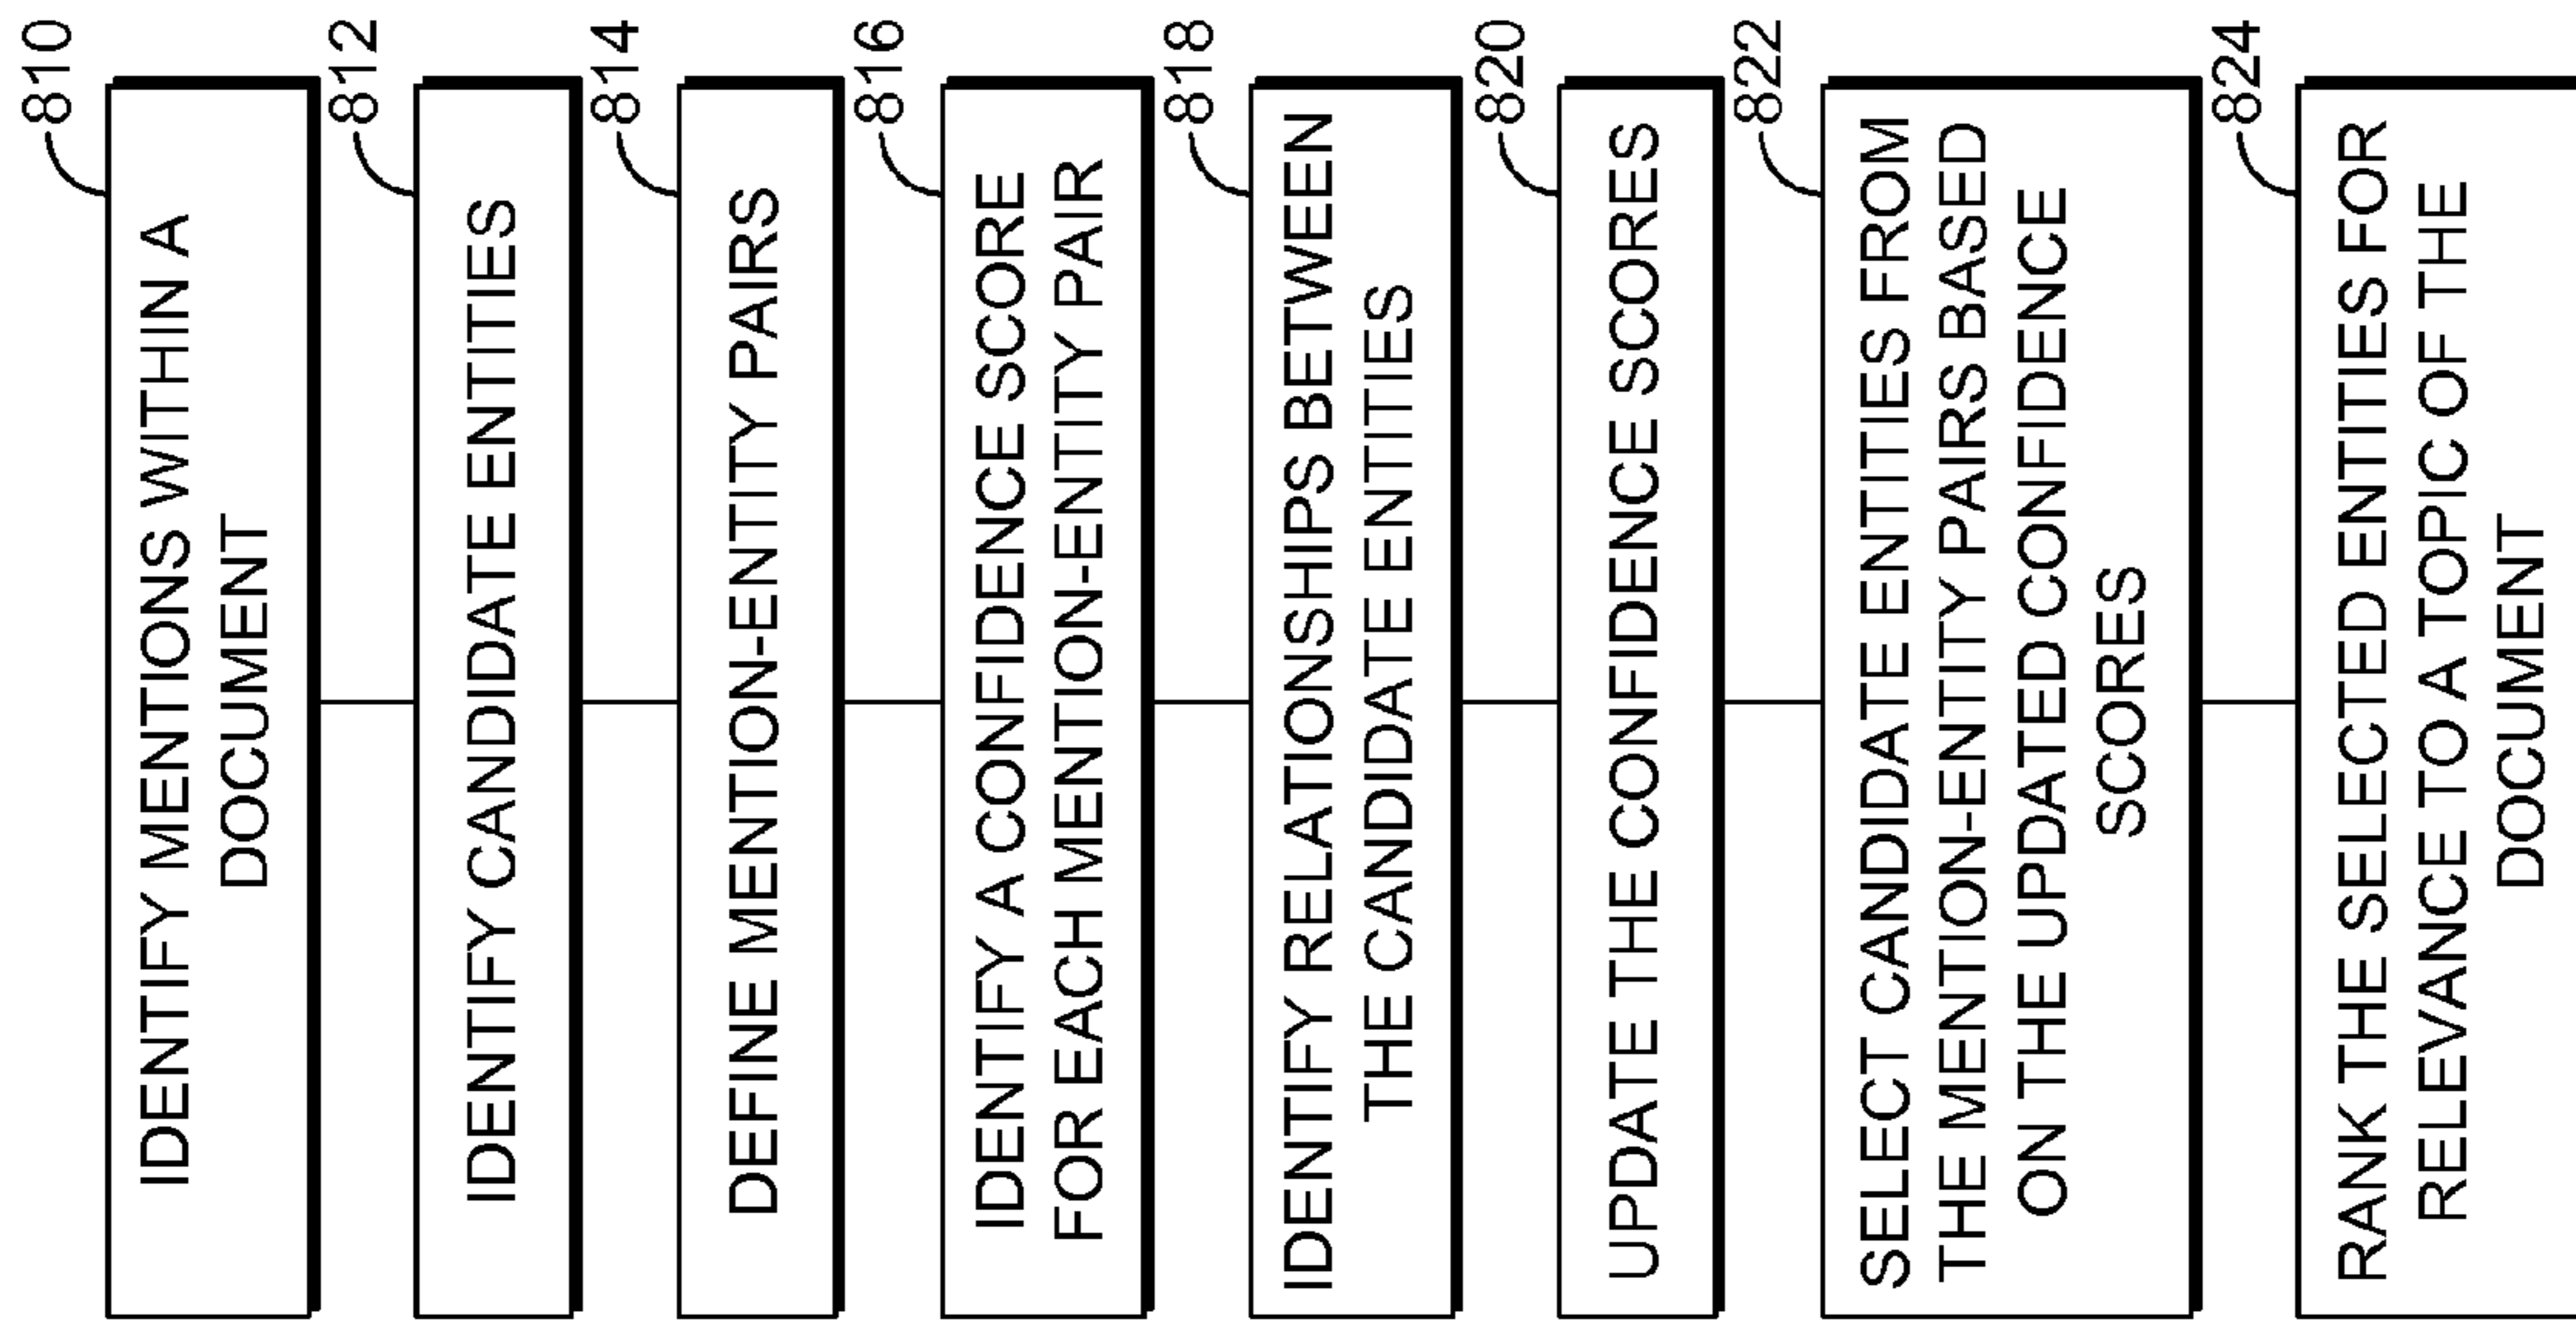 810
IDENTIFY MENTIONS WITHIN A
DOCUMENT
812
IDENTIFY CANDIDATE ENTITIES
814
DEFINE MENTION-ENTITY PAIRS
816
IDENTIFY A CONFIDENCE SCORE
FOR EACH MENTION-ENTITY PAIR
818
IDENTIFY RELATIONSHIPS BETWEEN
THE CANDIDATE ENTITIES
820
UPDATE THE CONFIDENCE SCORES
822
SELECT CANDIDATE ENTITIES FROM
THE MENTION-ENTITY PAIRS BASED
ON THE UPDATED CONFIDENCE
SCORES
824
RANK THE SELECTED ENTITIES FOR
RELEVANCE TO A TOPIC OF THE
DOCUMENT